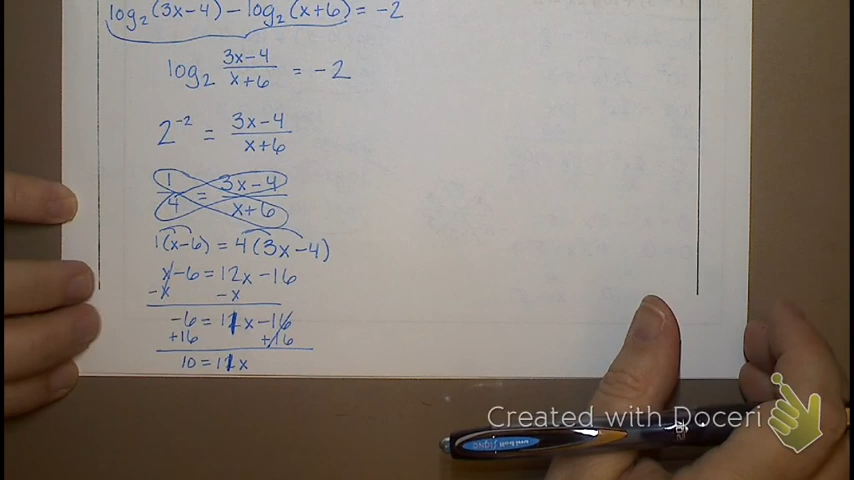 log₂(3x-4) - log₂(x+6) = -2
log₂ (3x-4)/(x+6) = -2
2⁻² = (3x-4)/(x+6)
1/4 = (3x-4)/(x+6)
1(x-6) = 4(3x-4)
x-6 = 12x-16
-x -x
-6 = 11x-16
+16 +16
10 = 11x
Created with Doceri